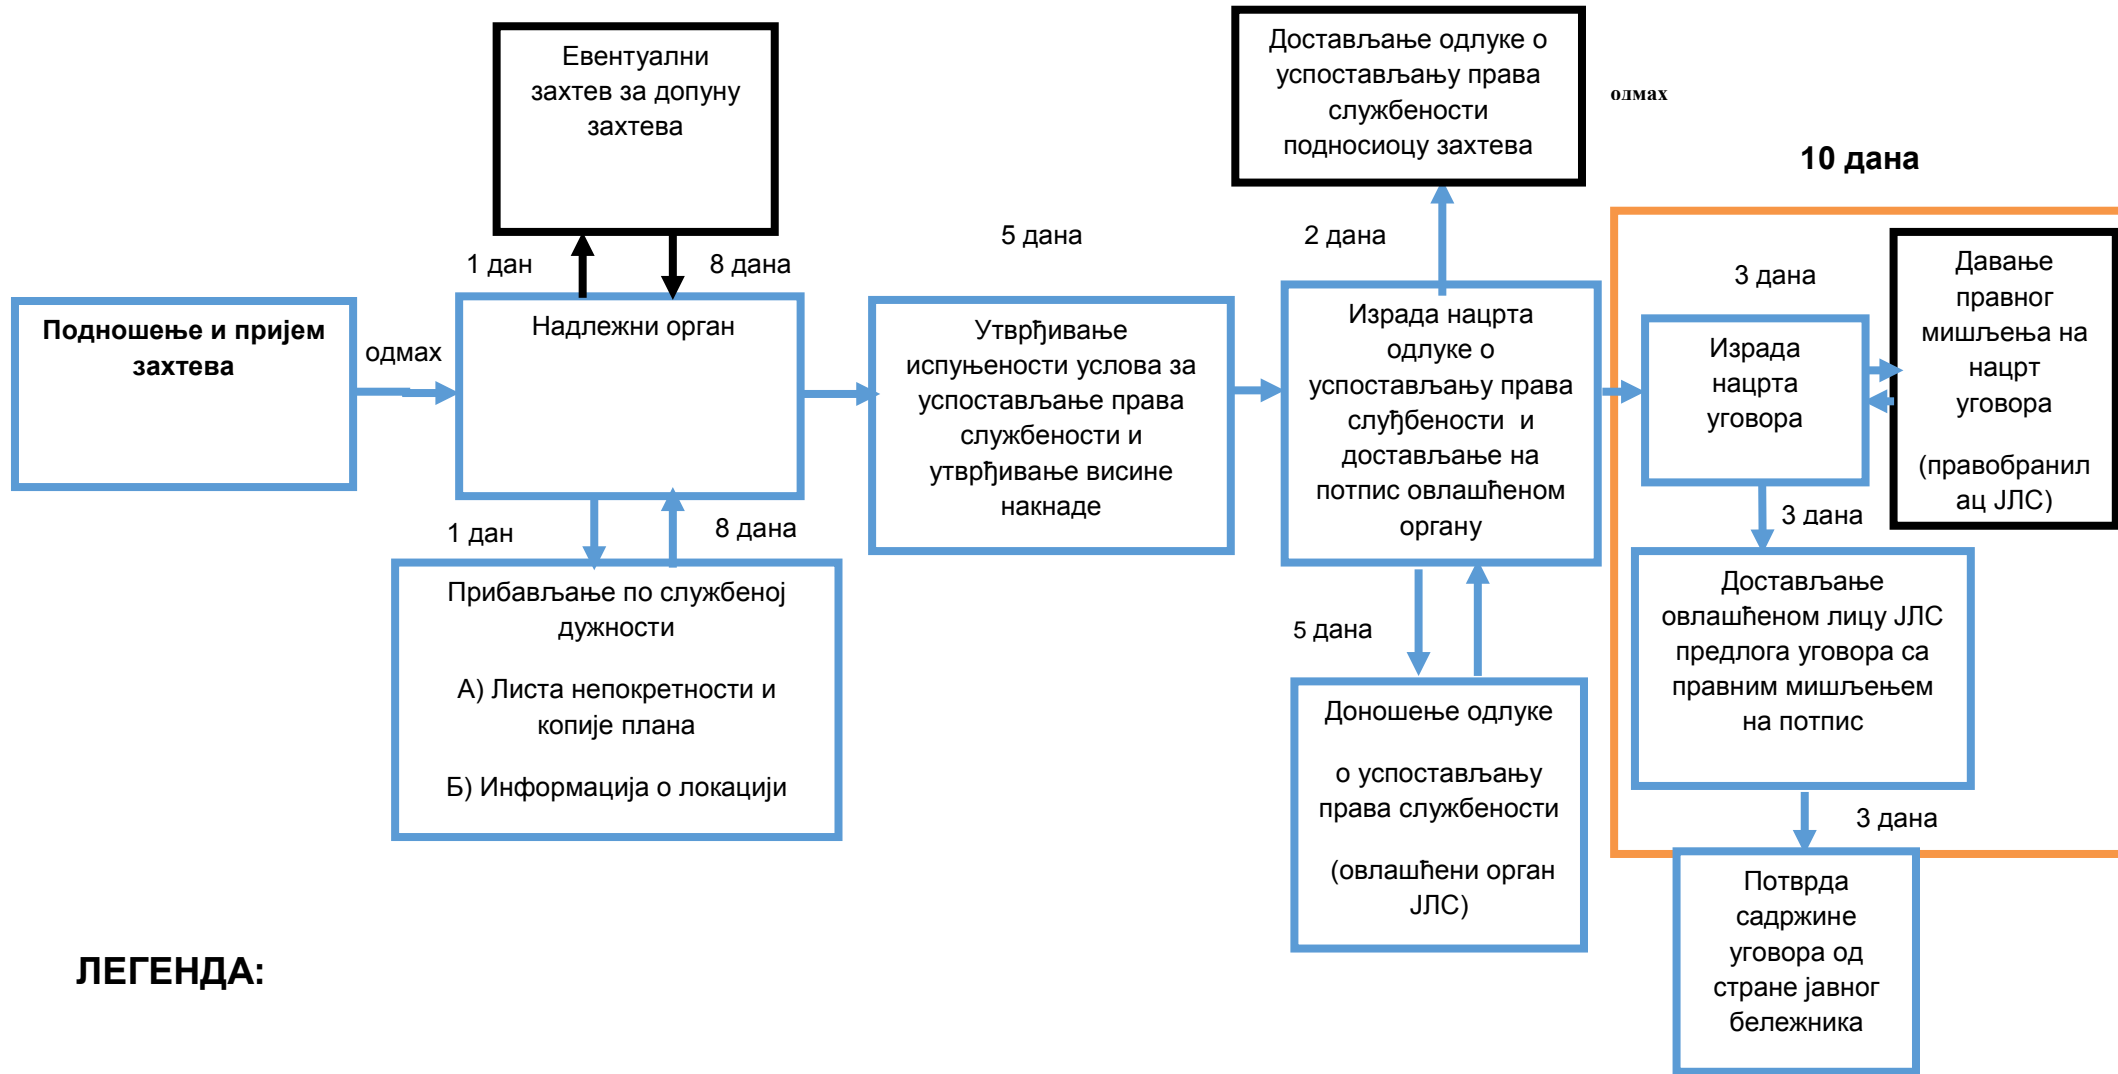 Подношење и пријем
захтева
одмах
Евентуални
захтев за допуну
захтева
1 дан
8 дана
Надлежни орган
1 дан
8 дана
Прибављање по службеној
дужности
А) Листа непокретности и
копије плана
Б) Информација о локацији
5 дана
Утврђивање
испуњености услова за
успостављање права
службености и
утврђивање висине
накнаде
Достављање одлуке о
успостављању права
службености
подносиоцу захтева
одмах
2 дана
Израда нацрта
одлуке о
успостављању права
слуђбености и
достављање на
потпис овлашћеном
органу
5 дана
Доношење одлуке
о успостављању
права службености
(овлашћени орган
ЈЛС)
10 дана
3 дана
Израда
нацрта
уговора
Давање
правног
мишљења на
нацрт
уговора
(правобранил
ац ЈЛС)
3 дана
Достављање
овлашћеном лицу ЈЛС
предлога уговора са
правним мишљењем
на потпис
3 дана
Потврда
садржине
уговора од
стране јавног
бележника
ЛЕГЕНДА: